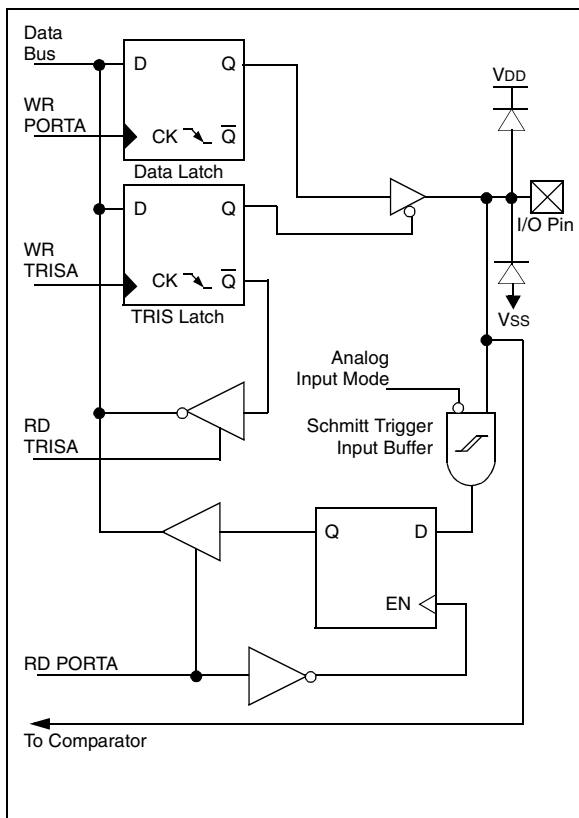 Data
Bus
D
Q
VDD
WR
PORTA
CK
Q
Data Latch
D
Q
I/O Pin
WR
TRISA
CK
Q
VSS
TRIS Latch
Analog
Input Mode
RD
TRISA
Schmitt Trigger
Input Buffer
Q
D
EN
RD PORTA
To Comparator